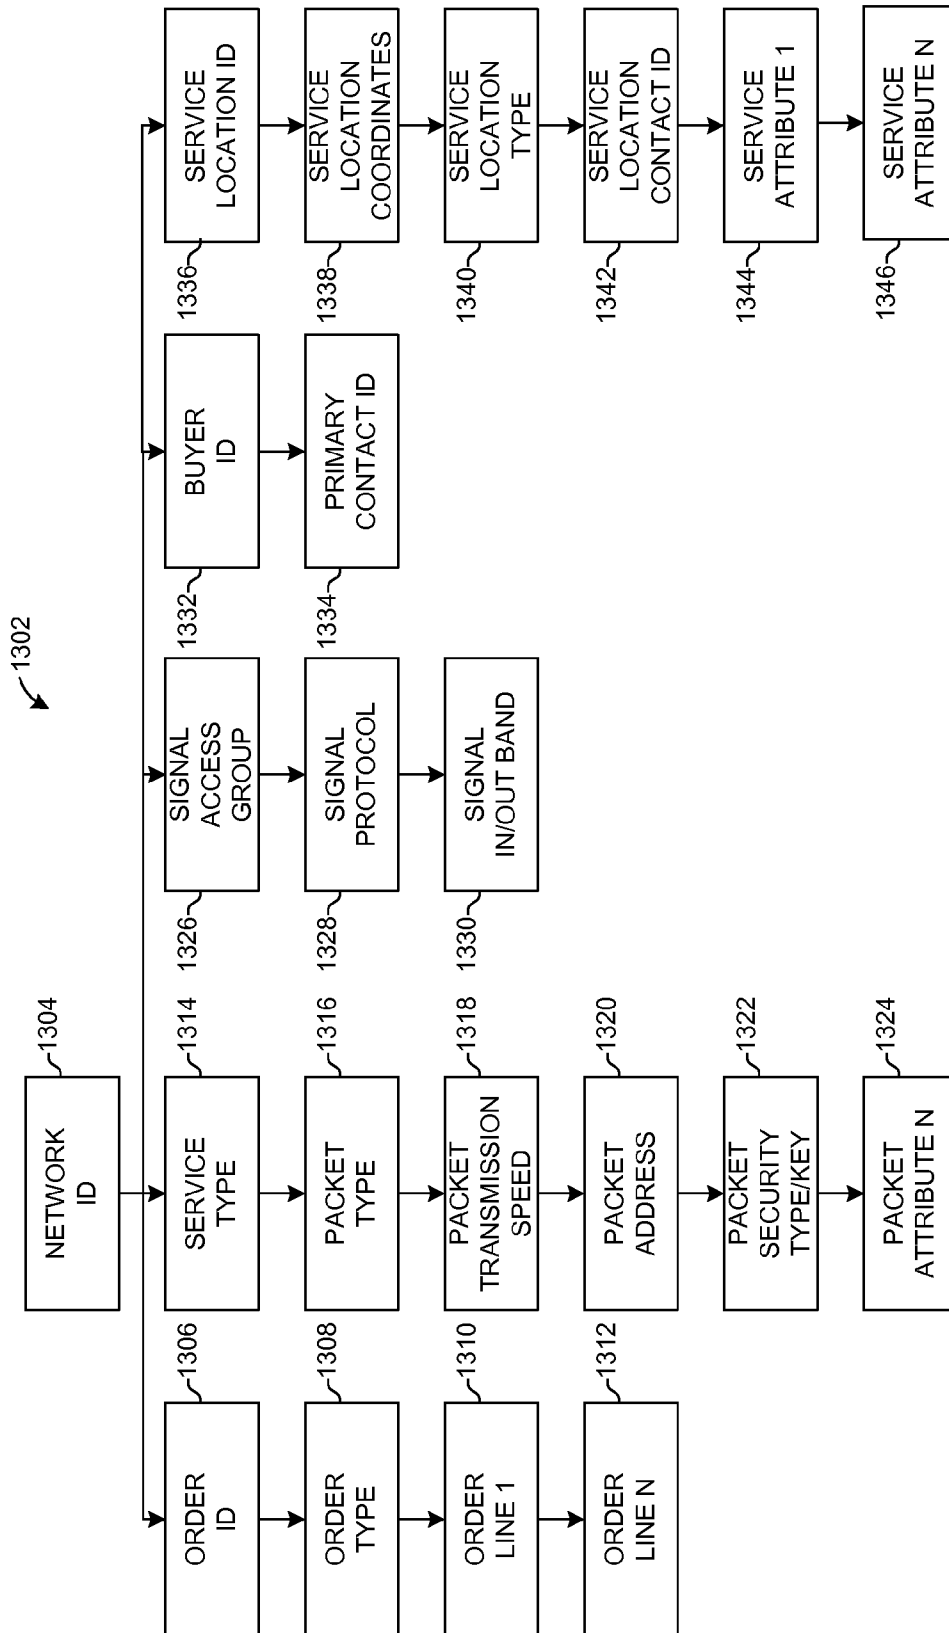 1302
NETWORK
ID
1304
ORDER
ID
1306
ORDER
TYPE
1308
ORDER
LINE 1
1310
ORDER
LINE N
1312
SERVICE
TYPE
1314
PACKET
TYPE
1316
PACKET
TRANSMISSION
SPEED
1318
PACKET
ADDRESS
1320
PACKET
SECURITY
TYPE/KEY
1322
PACKET
ATTRIBUTE N
1324
SIGNAL
ACCESS
GROUP
1326
SIGNAL
PROTOCOL
1328
SIGNAL
IN/OUT BAND
1330
BUYER
ID
1332
PRIMARY
CONTACT ID
1334
SERVICE
LOCATION ID
1336
SERVICE
LOCATION
COORDINATES
1338
SERVICE
LOCATION
TYPE
1340
SERVICE
LOCATION
CONTACT ID
1342
SERVICE
ATTRIBUTE 1
1344
SERVICE
ATTRIBUTE N
1346